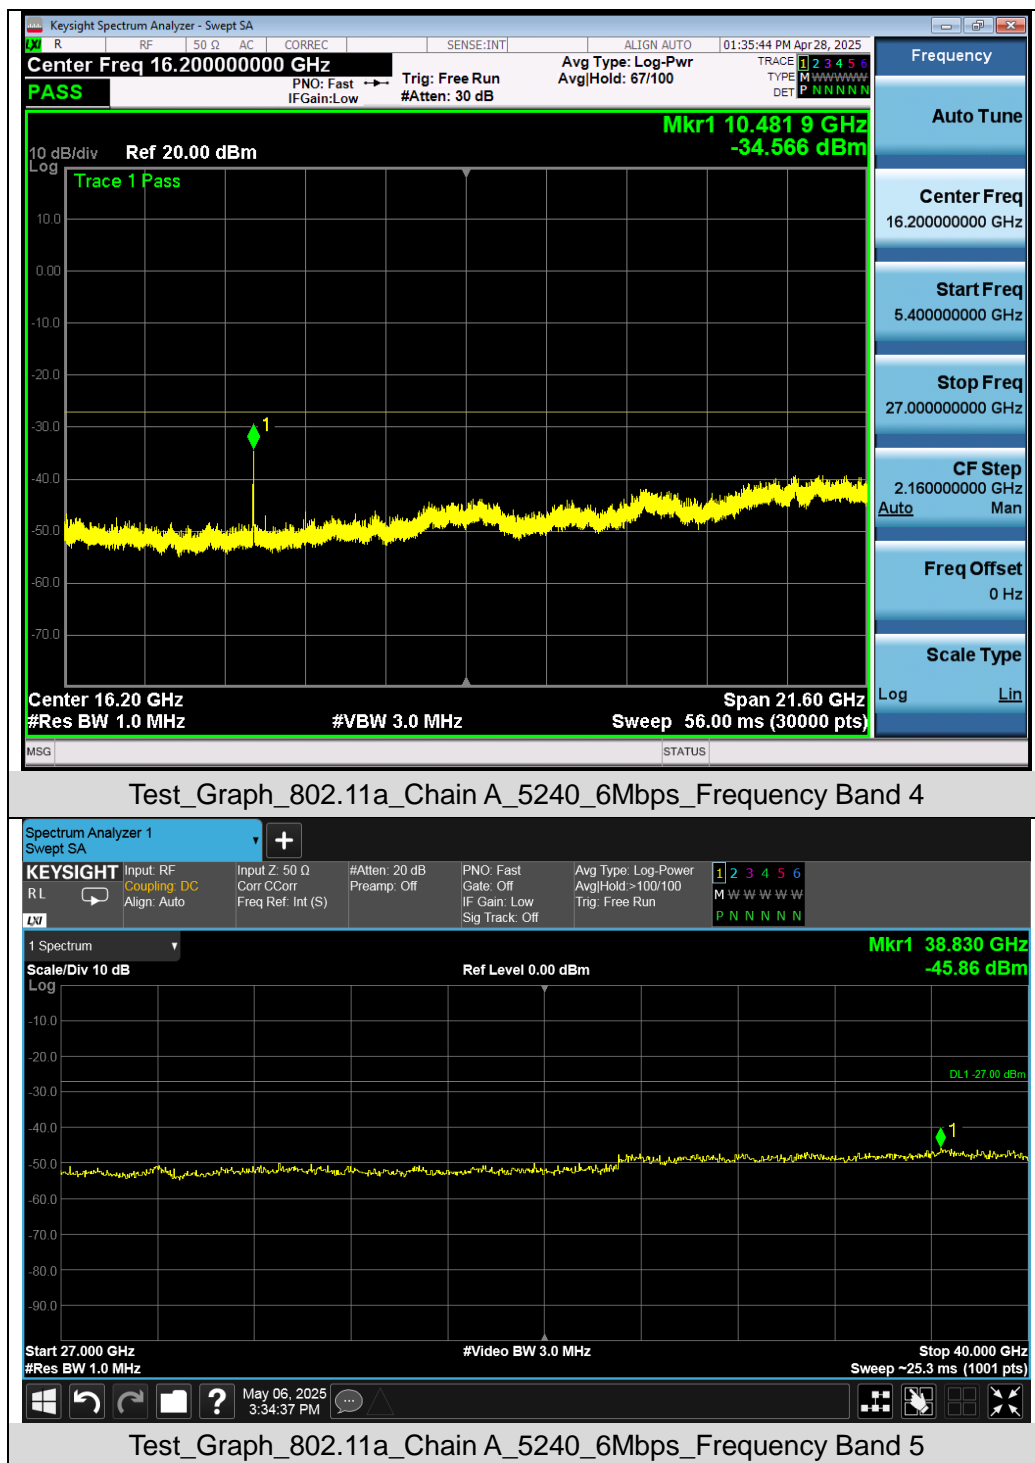 Keysight Spectrum Analyzer - Swept SA
LXI R RF 50 Ω AC CORREC SENSE:INT ALIGN AUTO 01:35:44 PM Apr 28, 2025
Center Freq 16.200000000 GHz
PNO: Fast
IFGain:Low
Trig: Free Run
#Atten: 30 dB
Avg Type: Log-Pwr
Avg|Hold: 67/100
TRACE 1 2 3 4 5 6
TYPE M W W W W W
DET P N N N N N
PASS
Mkr1 10.481 9 GHz
-34.566 dBm
10 dB/div Ref 20.00 dBm
Log
Trace 1 Pass
10.0
0.00
-10.0
-20.0
-30.0
-40.0
-50.0
-60.0
-70.0
1
Center 16.20 GHz Span 21.60 GHz
#Res BW 1.0 MHz #VBW 3.0 MHz Sweep 56.00 ms (30000 pts)
MSG STATUS
Frequency
Auto Tune
Center Freq
16.200000000 GHz
Start Freq
5.400000000 GHz
Stop Freq
27.000000000 GHz
CF Step
2.160000000 GHz
Auto Man
Freq Offset
0 Hz
Scale Type
Log Lin
Test_Graph_802.11a_Chain A_5240_6Mbps_Frequency Band 4
Spectrum Analyzer 1
Swept SA
KEYSIGHT
RL
LXI
Input: RF
Coupling: DC
Align: Auto
Input Z: 50 Ω
Corr CCorr
Freq Ref: Int (S)
#Atten: 20 dB
Preamp: Off
PNO: Fast
Gate: Off
IF Gain: Low
Sig Track: Off
Avg Type: Log-Power
Avg|Hold:>100/100
Trig: Free Run
1 2 3 4 5 6
M W W W W W
P N N N N N
1 Spectrum
Scale/Div 10 dB
Ref Level 0.00 dBm
Mkr1 38.830 GHz
-45.86 dBm
Log
-10.0
-20.0
-30.0
-40.0
-50.0
-60.0
-70.0
-80.0
-90.0
DL1 -27.00 dBm
1
Start 27.000 GHz #Video BW 3.0 MHz Stop 40.000 GHz
#Res BW 1.0 MHz Sweep ~25.3 ms (1001 pts)
? May 06, 2025
3:34:37 PM
Test_Graph_802.11a_Chain A_5240_6Mbps_Frequency Band 5